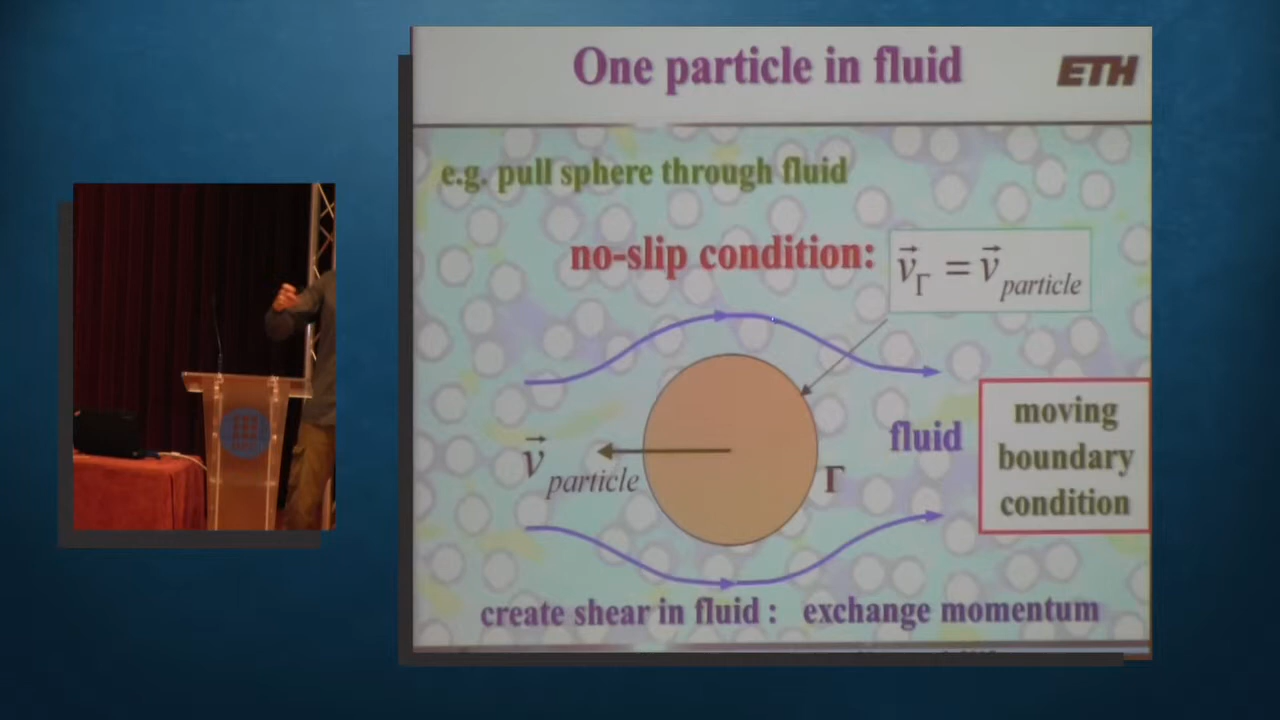 One particle in fluid
ETH
e.g. pull sphere through fluid
no-slip condition:
v⃗Γ = v⃗particle
fluid
moving
boundary
condition
v⃗particle
Γ
create shear in fluid : exchange momentum